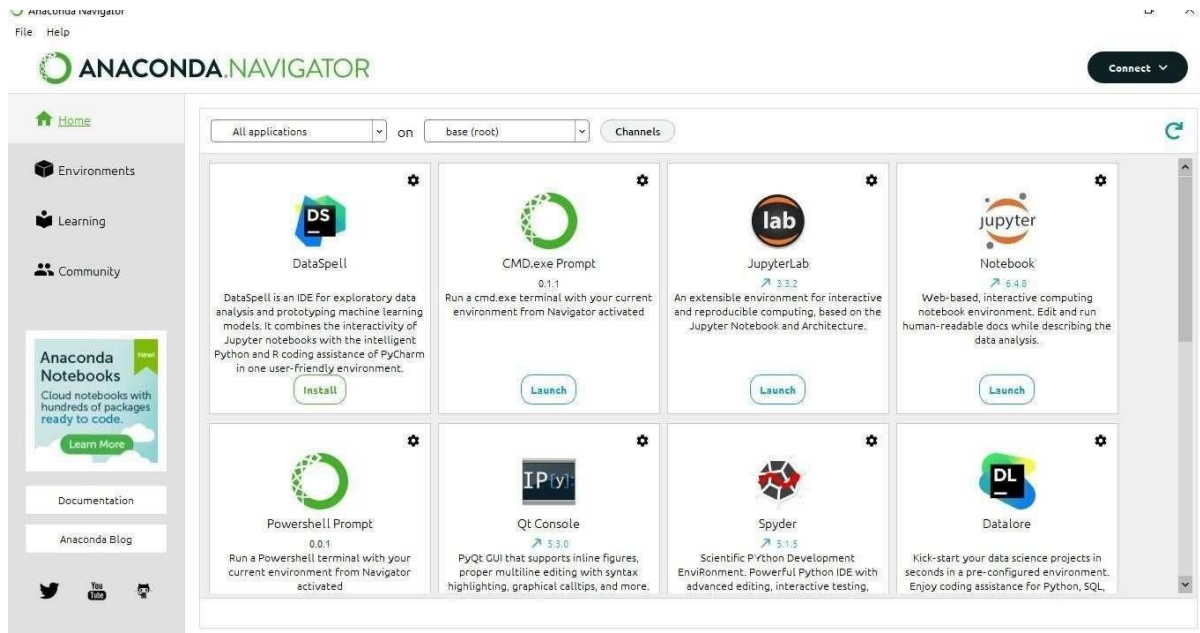 Anaconda Navigator
File Help
ANACONDA.NAVIGATOR
Connect
Home
Environments
Learning
Community
Anaconda
Notebooks
New!
Cloud notebooks with
hundreds of packages
ready to code.
Learn More
Documentation
Anaconda Blog
You
Tube
All applications on base (root) Channels
DS
DataSpell
DataSpell is an IDE for exploratory data
analysis and prototyping machine learning
models. It combines the interactivity of
Jupyter notebooks with the intelligent
Python and R coding assistance of PyCharm
in one user-friendly environment.
Install
CMD.exe Prompt
0.1.1
Run a cmd.exe terminal with your current
environment from Navigator activated
Launch
lab
JupyterLab
3.3.2
An extensible environment for interactive
and reproducible computing, based on the
Jupyter Notebook and Architecture.
Launch
jupyter
Notebook
6.4.8
Web-based, interactive computing
notebook environment. Edit and run
human-readable docs while describing the
data analysis.
Launch
Powershell Prompt
0.0.1
Run a Powershell terminal with your
current environment from Navigator
activated
IP[y]:
Qt Console
5.3.0
PyQt GUI that supports inline figures,
proper multiline editing with syntax
highlighting, graphical calltips, and more.
Spyder
5.1.5
Scientific PYthon Development
EnviRonment. Powerful Python IDE with
advanced editing, interactive testing,
DL
Datalore
Kick-start your data science projects in
seconds in a pre-configured environment.
Enjoy coding assistance for Python, SQL,